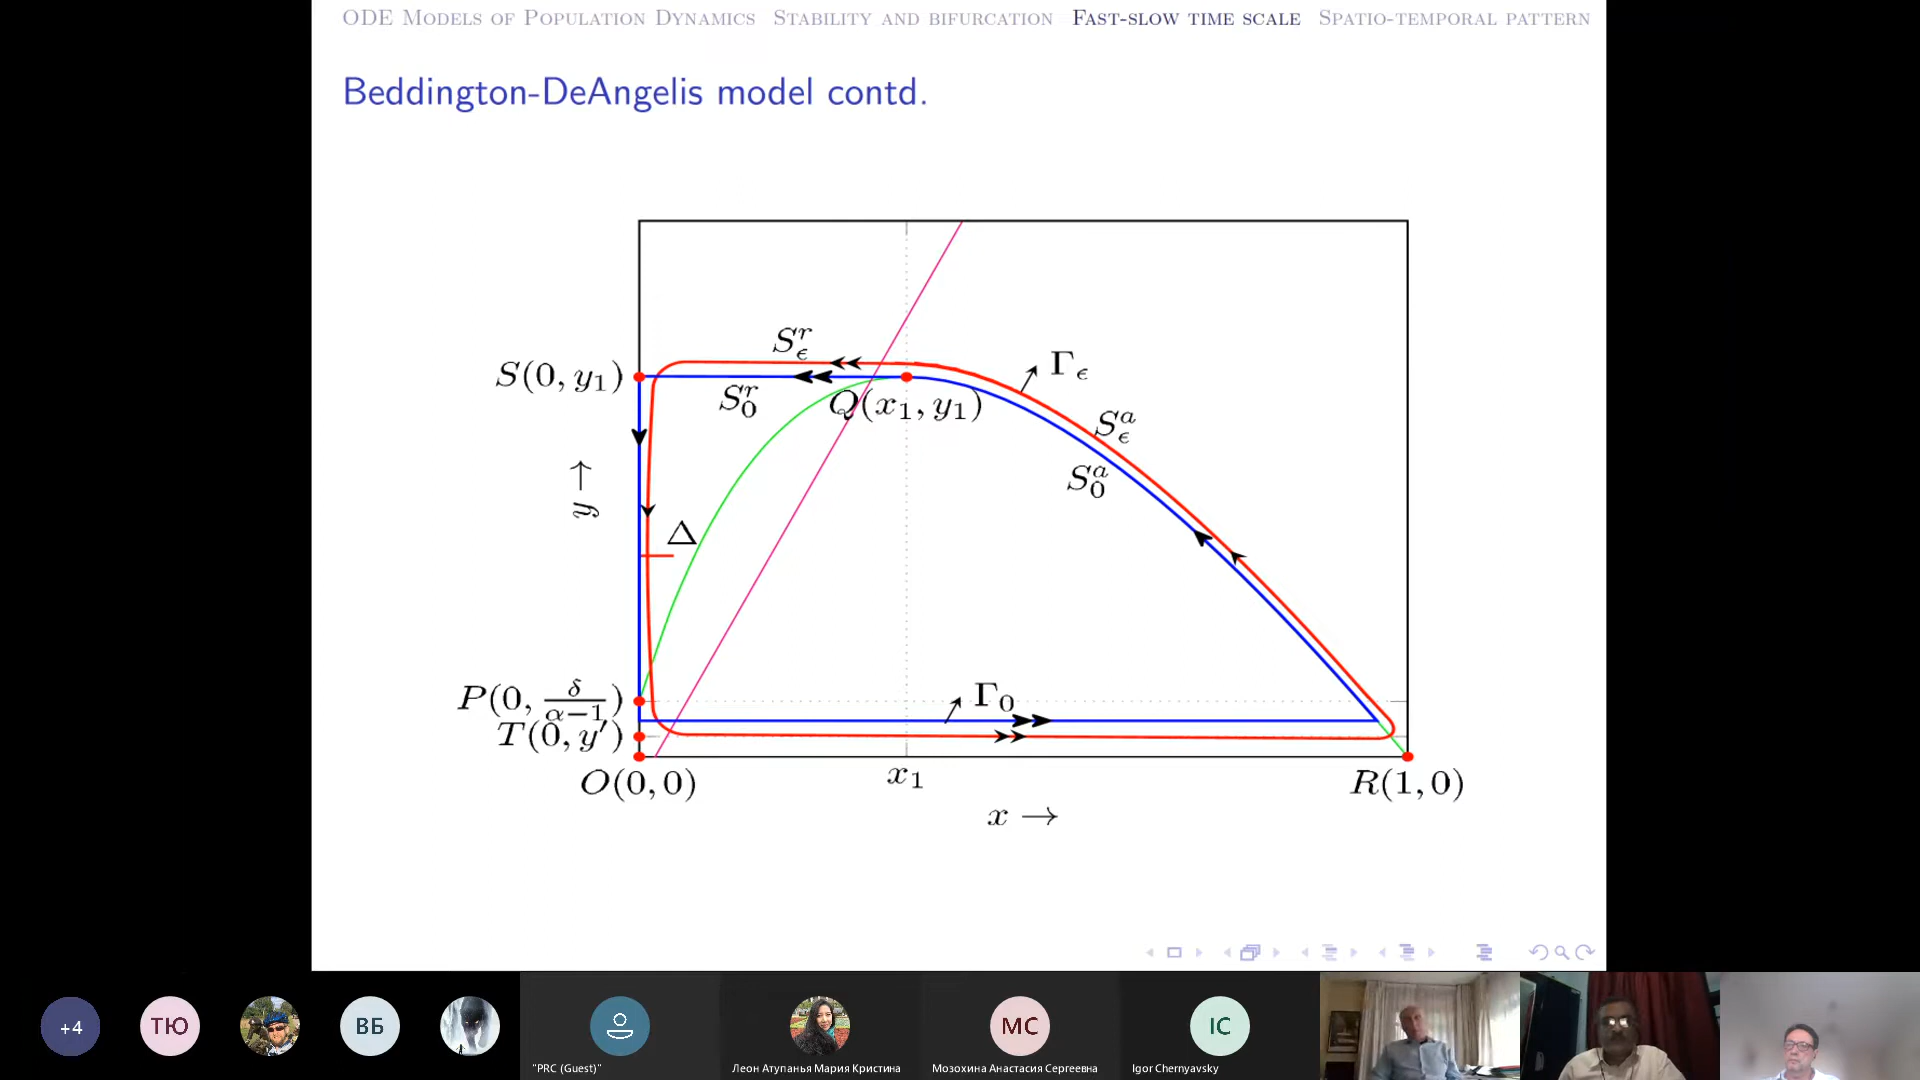 ODE Models of Population Dynamics Stability and bifurcation Fast-slow time scale Spatio-temporal pattern
Beddington-DeAngelis model contd.
S^r_ϵ
Γ_ϵ
S(0, y_1)
S^r_0
Q(x_1, y_1)
S^a_ϵ
S^a_0
y →
Δ
P(0, δ/(α−1))
Γ_0
T(0, y′)
O(0, 0)
x_1
R(1, 0)
x →
+4
ТЮ
ВБ
МС
IC
"PRC (Guest)"
Леон Атупанья Мария Кристина
Мозохина Анастасия Сергеевна
Igor Chernyavsky